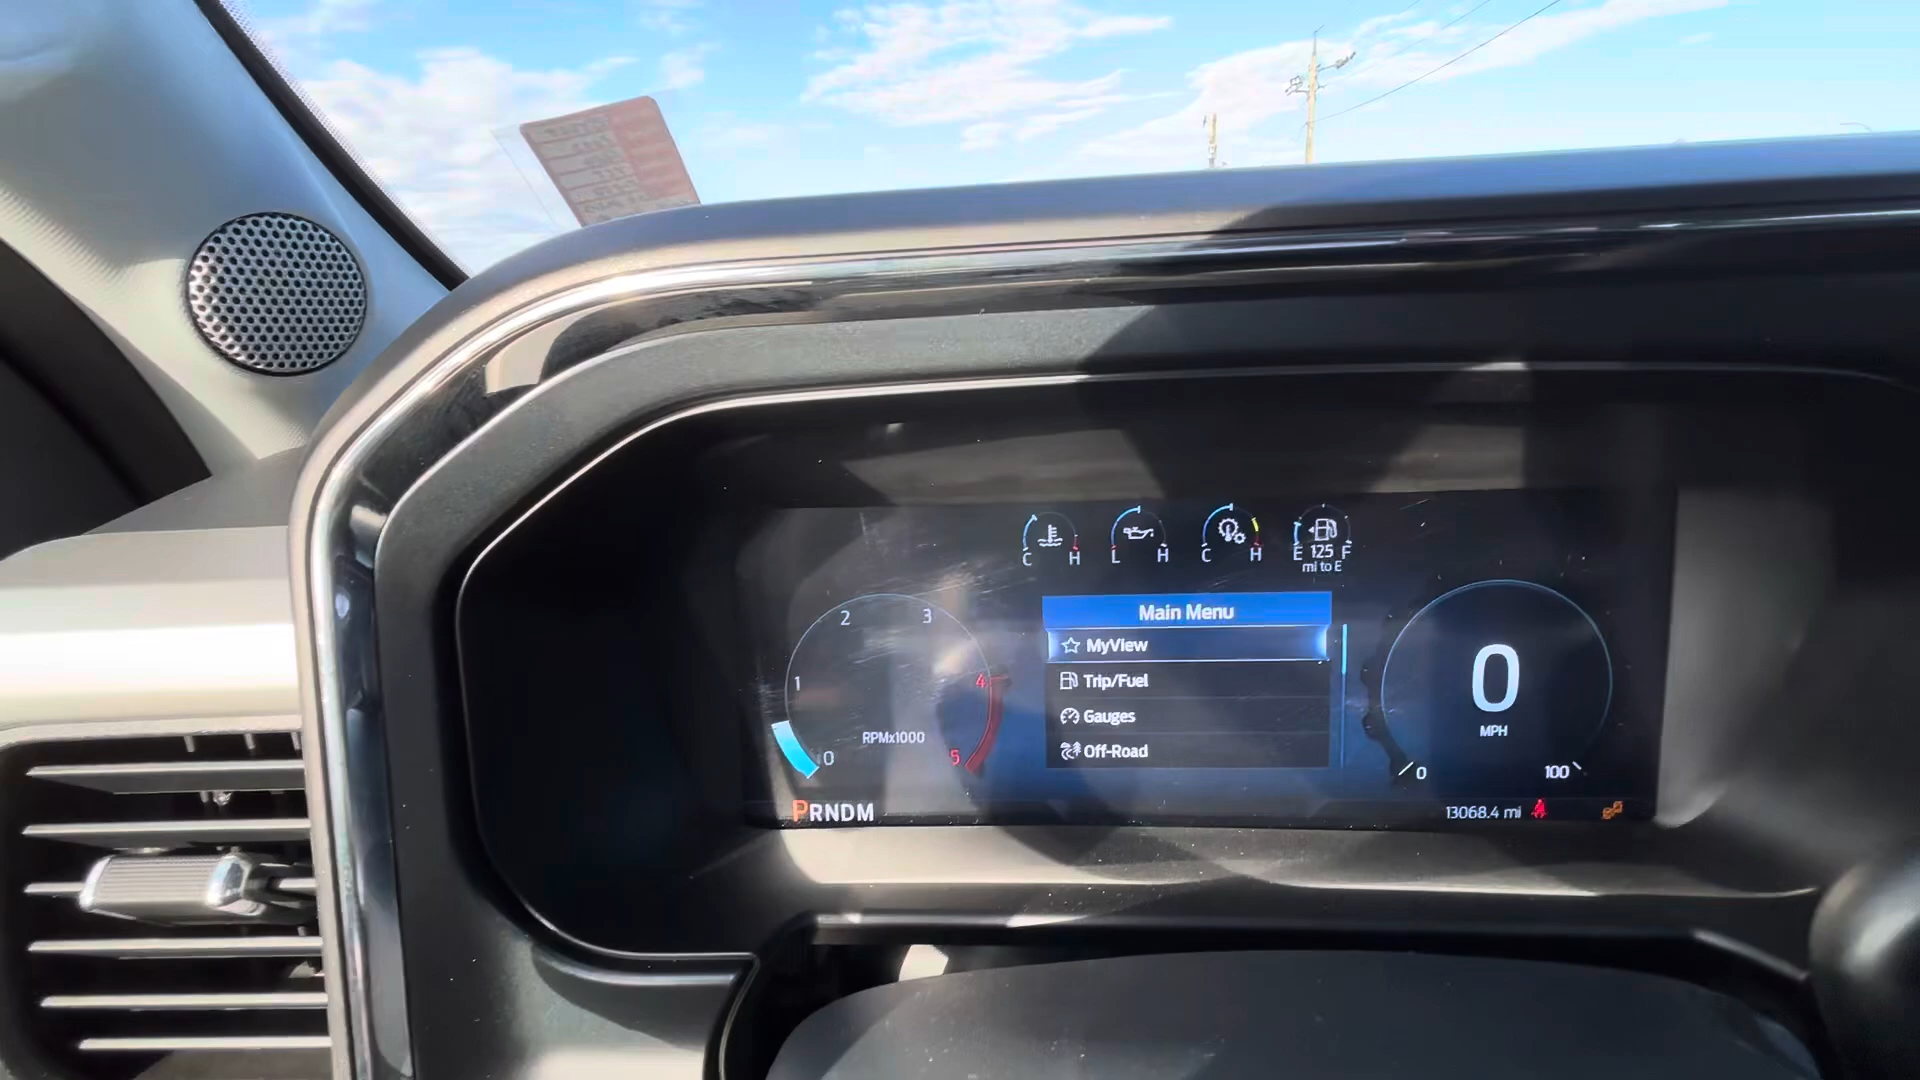 C H
L H
C H
E 125 F
mi to E
Main Menu
MyView
Trip/Fuel
Gauges
Off-Road
0
1
2
3
4
5
RPMx1000
0
MPH
0
100
PRNDM
13068.4 mi